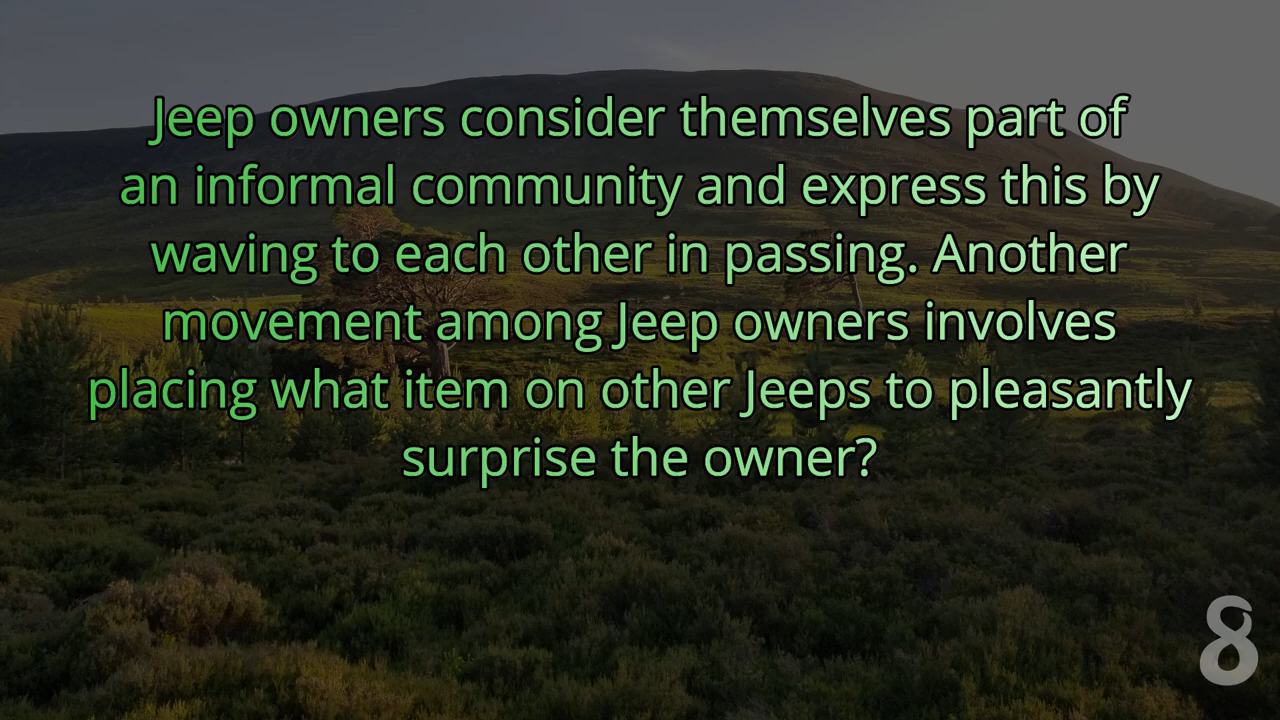 Jeep owners consider themselves part of
an informal community and express this by
waving to each other in passing. Another
movement among Jeep owners involves
placing what item on other Jeeps to pleasantly
surprise the owner?
8